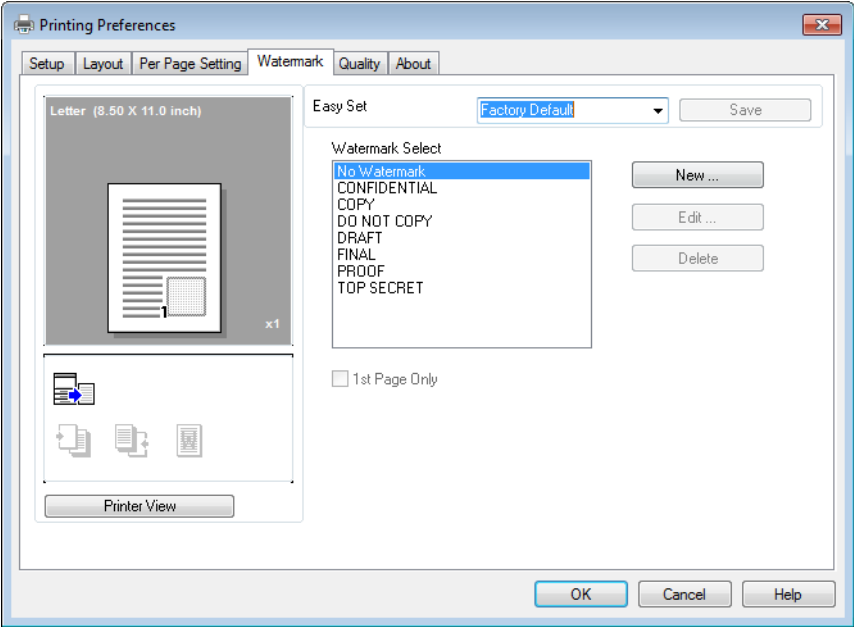 Printing Preferences
Setup Layout Per Page Setting Watermark Quality About
Letter (8.50 X 11.0 inch)
1
x1
Printer View
Easy Set Factory Default Save
Watermark Select
No Watermark
CONFIDENTIAL
COPY
DO NOT COPY
DRAFT
FINAL
PROOF
TOP SECRET
New ...
Edit ...
Delete
1st Page Only
OK Cancel Help